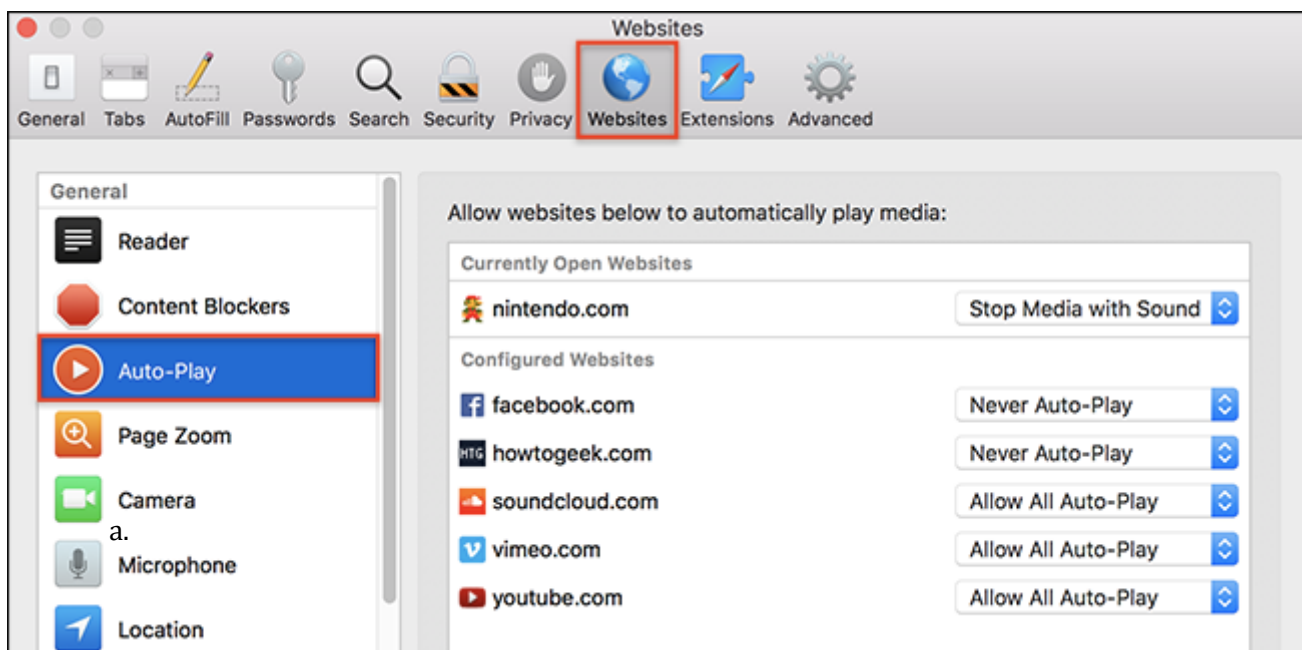 Websites
General Tabs AutoFill Passwords Search Security Privacy Websites Extensions Advanced
General
Reader
Content Blockers
Auto-Play
Page Zoom
Camera
a.
Microphone
Location
Allow websites below to automatically play media:
Currently Open Websites
nintendo.com Stop Media with Sound
Configured Websites
facebook.com Never Auto-Play
HTG howtogeek.com Never Auto-Play
soundcloud.com Allow All Auto-Play
vimeo.com Allow All Auto-Play
youtube.com Allow All Auto-Play